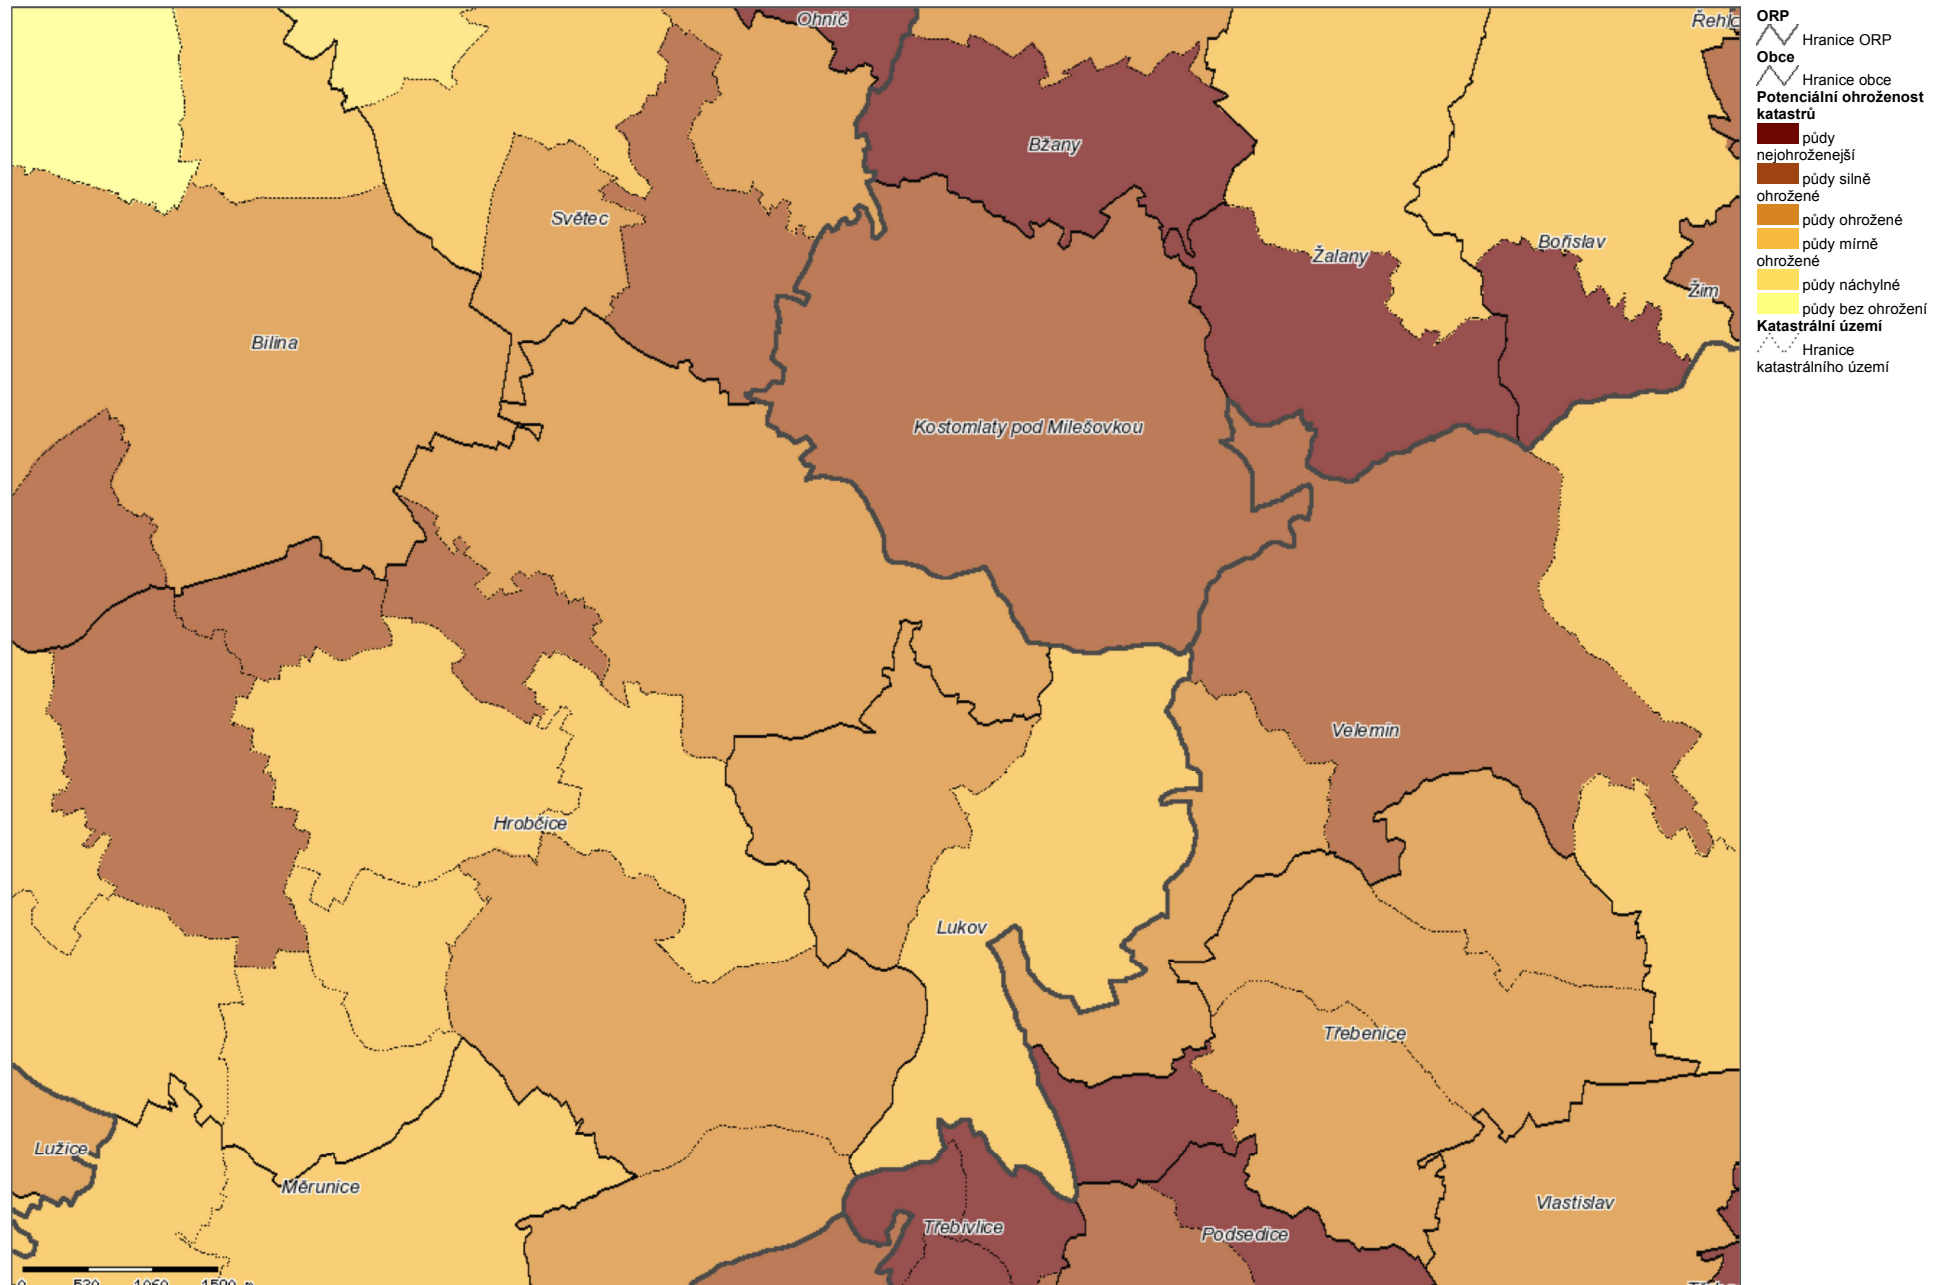 Ohnič
Bžany
Světec
Žalany
Bořislav
Žim
Bílina
Kostomlaty pod Milešovkou
Velemín
Hrobčice
Lukov
Třebenice
Lužice
Měrunice
Třebívlice
Podsedice
Vlastislav
ORP
Hranice ORP
Obce
Hranice obce
Potenciální ohroženost
katastrů
půdy
nejohroženejší
půdy silně
ohrožené
půdy ohrožené
půdy mírně
ohrožené
půdy náchylné
půdy bez ohrožení
Katastrální území
Hranice
katastrálního území